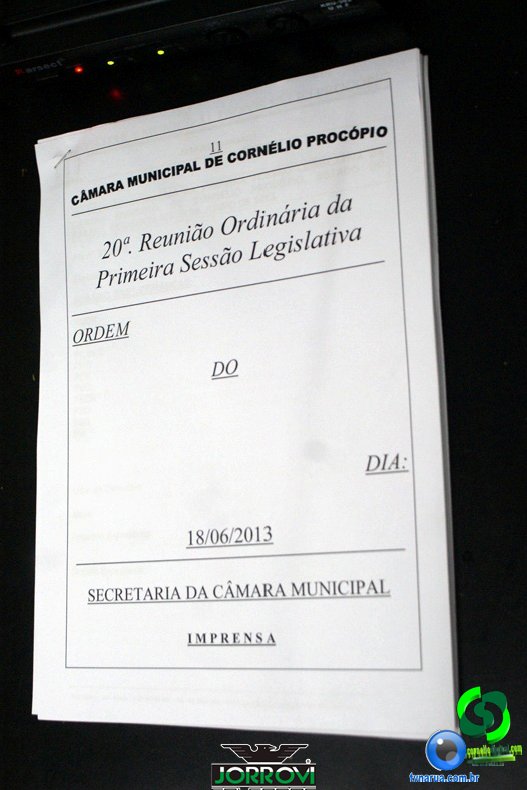 11
CÂMARA MUNICIPAL DE CORNÉLIO PROCÓPIO
20ª. Reunião Ordinária da
Primeira Sessão Legislativa
ORDEM
DO
DIA:
18/06/2013
SECRETARIA DA CÂMARA MUNICIPAL
IMPRENSA
JORROVI
tvnarua.com.br